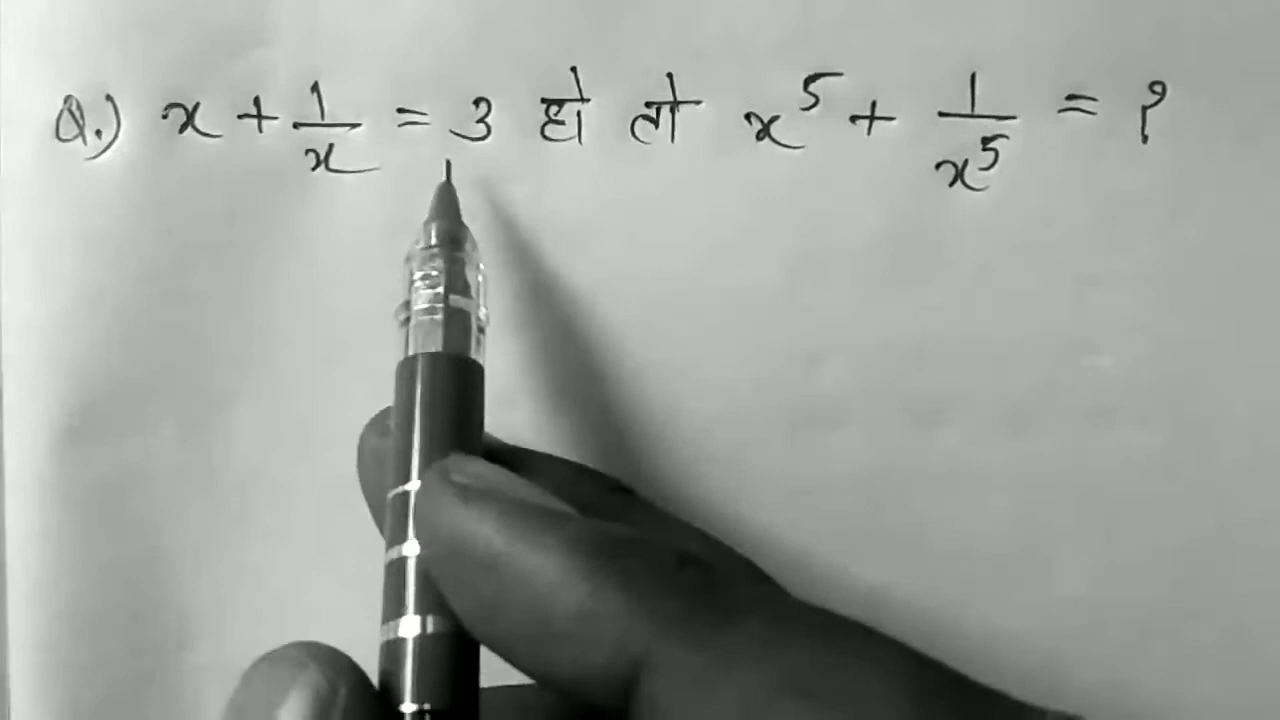 Q.) x + 1/x = 3 हो तो x⁵ + 1/x⁵ = ?